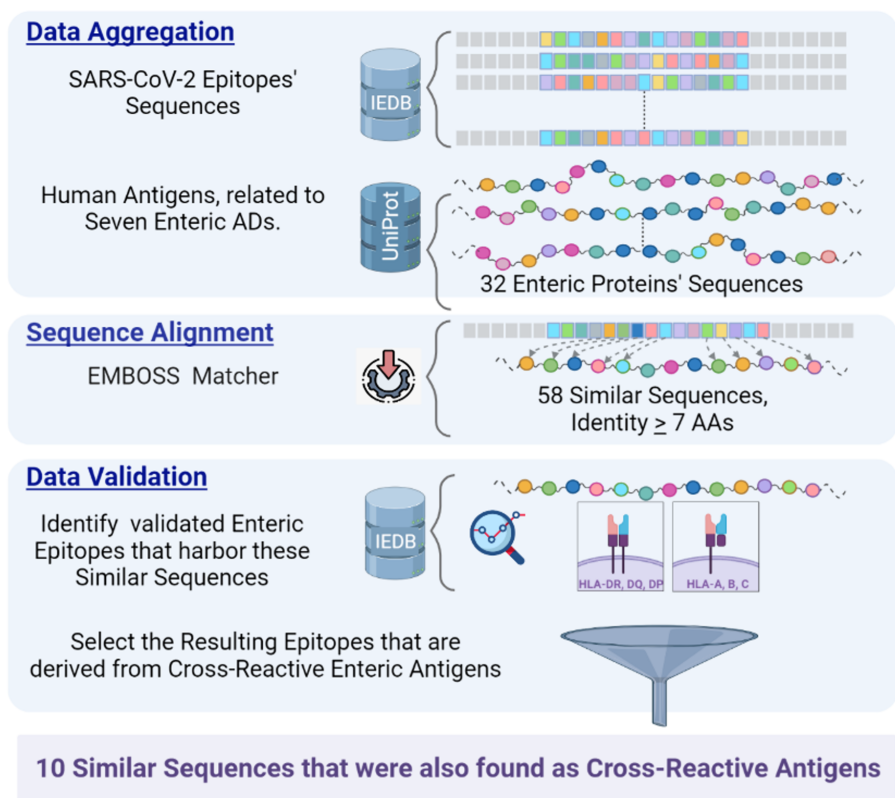 Data Aggregation
SARS-CoV-2 Epitopes'
Sequences
IEDB
Human Antigens, related to
Seven Enteric ADs.
UniProt
32 Enteric Proteins' Sequences
Sequence Alignment
EMBOSS Matcher
58 Similar Sequences,
Identity ≥ 7 AAs
Data Validation
Identify validated Enteric
Epitopes that harbor these
Similar Sequences
IEDB
HLA-DR, DQ, DP
HLA-A, B, C
Select the Resulting Epitopes that are
derived from Cross-Reactive Enteric Antigens
10 Similar Sequences that were also found as Cross-Reactive Antigens